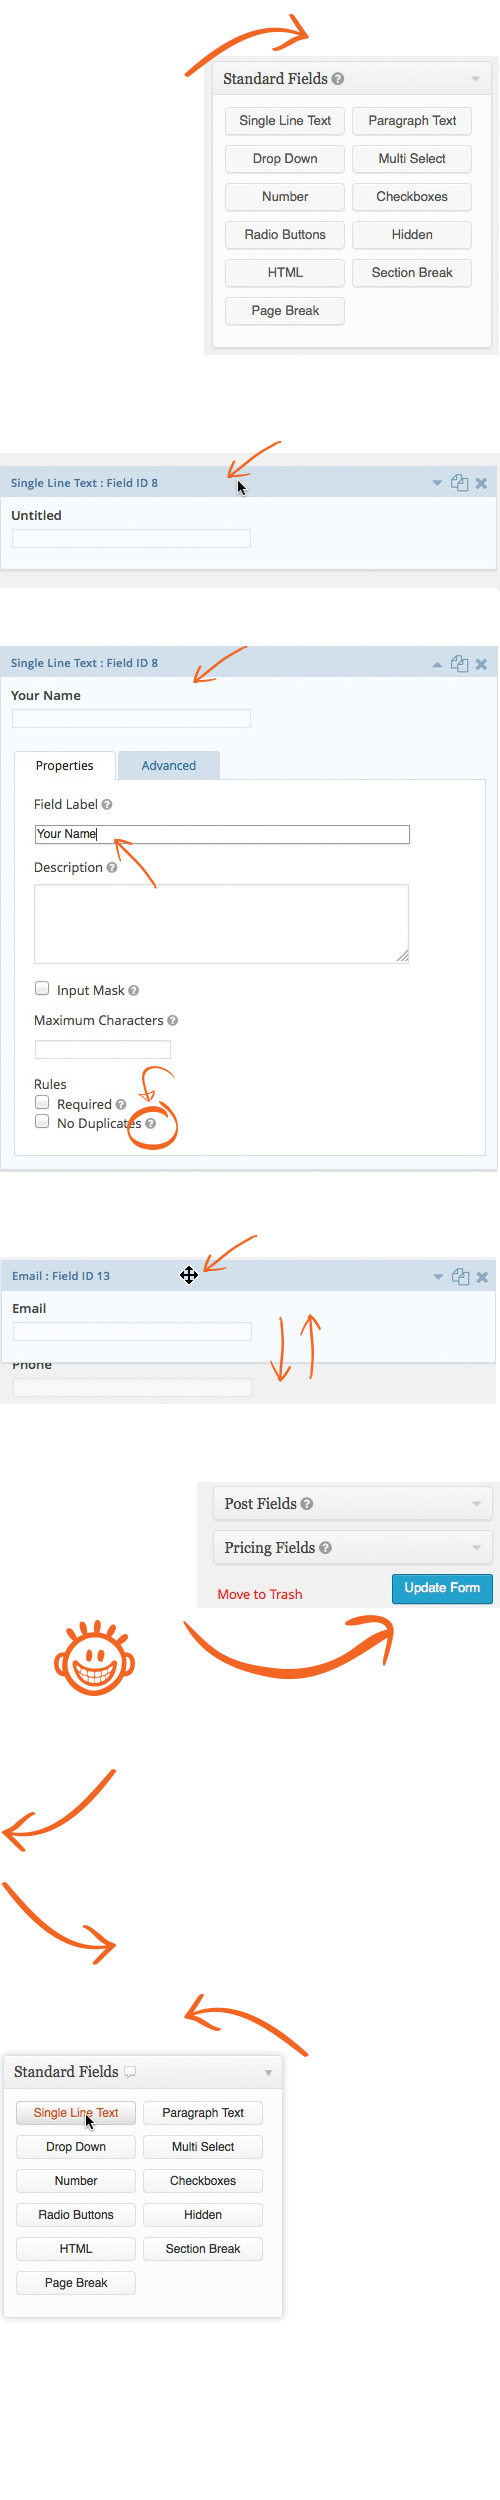 Standard Fields ?
Single Line Text Paragraph Text
Drop Down Multi Select
Number Checkboxes
Radio Buttons Hidden
HTML Section Break
Page Break
Single Line Text : Field ID 8
Untitled
Single Line Text : Field ID 8
Your Name
Properties Advanced
Field Label ?
Your Name
Description ?
Input Mask ?
Maximum Characters ?
Rules
Required ?
No Duplicates ?
Email : Field ID 13
Email
Phone
Post Fields ?
Pricing Fields ?
Move to Trash Update Form
Standard Fields
Single Line Text Paragraph Text
Drop Down Multi Select
Number Checkboxes
Radio Buttons Hidden
HTML Section Break
Page Break